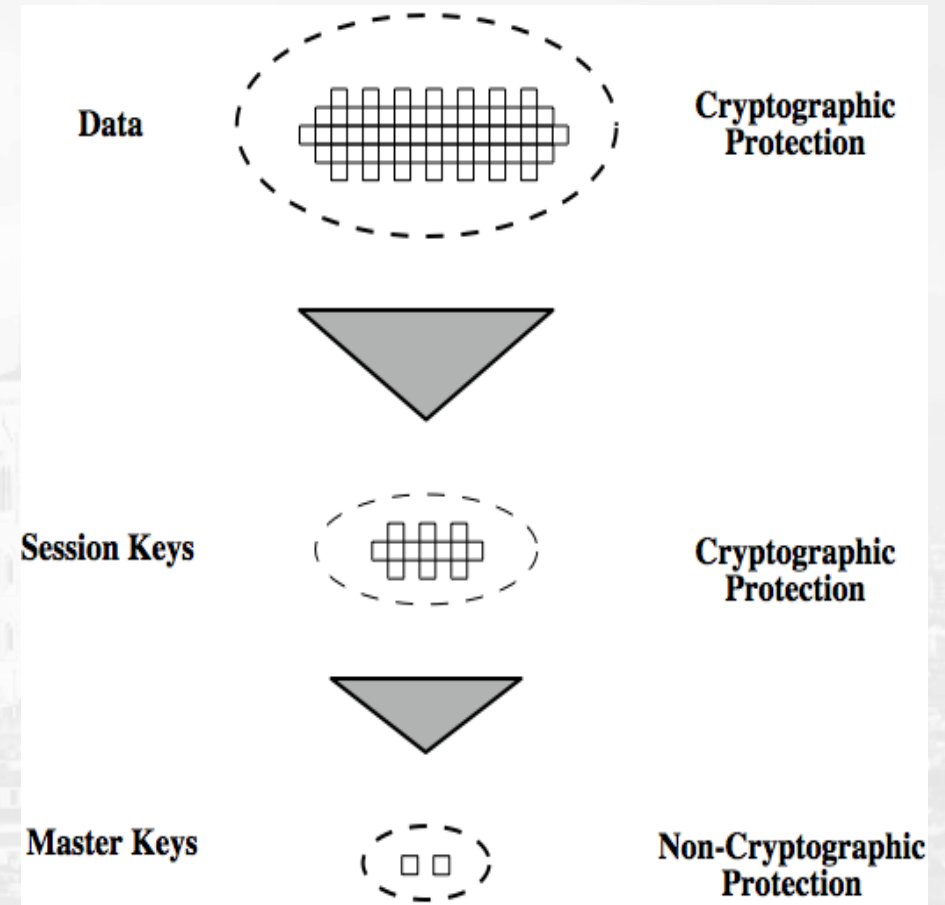 Data
Cryptographic
Protection
Session Keys
Cryptographic
Protection
Master Keys
Non-Cryptographic
Protection